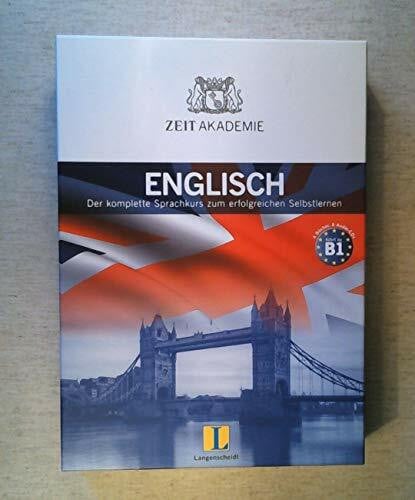 ZEIT AKADEMIE
ENGLISCH
Der komplette Sprachkurs zum erfolgreichen Selbstlernen
B1
L
Langenscheidt